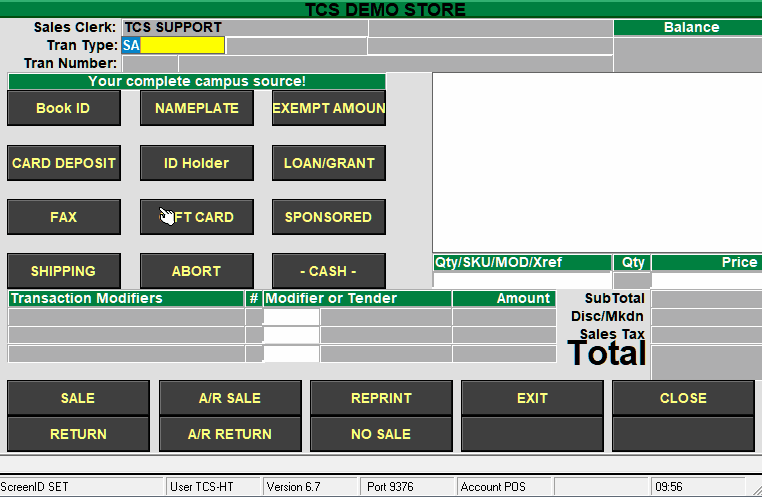 TCS DEMO STORE
Sales Clerk: TCS SUPPORT Balance
Tran Type: SA
Tran Number:
Your complete campus source!
Book ID NAMEPLATE EXEMPT AMOUN
CARD DEPOSIT ID Holder LOAN/GRANT
FAX FT CARD SPONSORED
SHIPPING ABORT - CASH -
Qty/SKU/MOD/Xref Qty Price
Transaction Modifiers # Modifier or Tender Amount SubTotal
Disc/Mkdn
Sales Tax
Total
SALE A/R SALE REPRINT EXIT CLOSE
RETURN A/R RETURN NO SALE
ScreenID SET User TCS-HT Version 6.7 Port 9376 Account POS 09:56